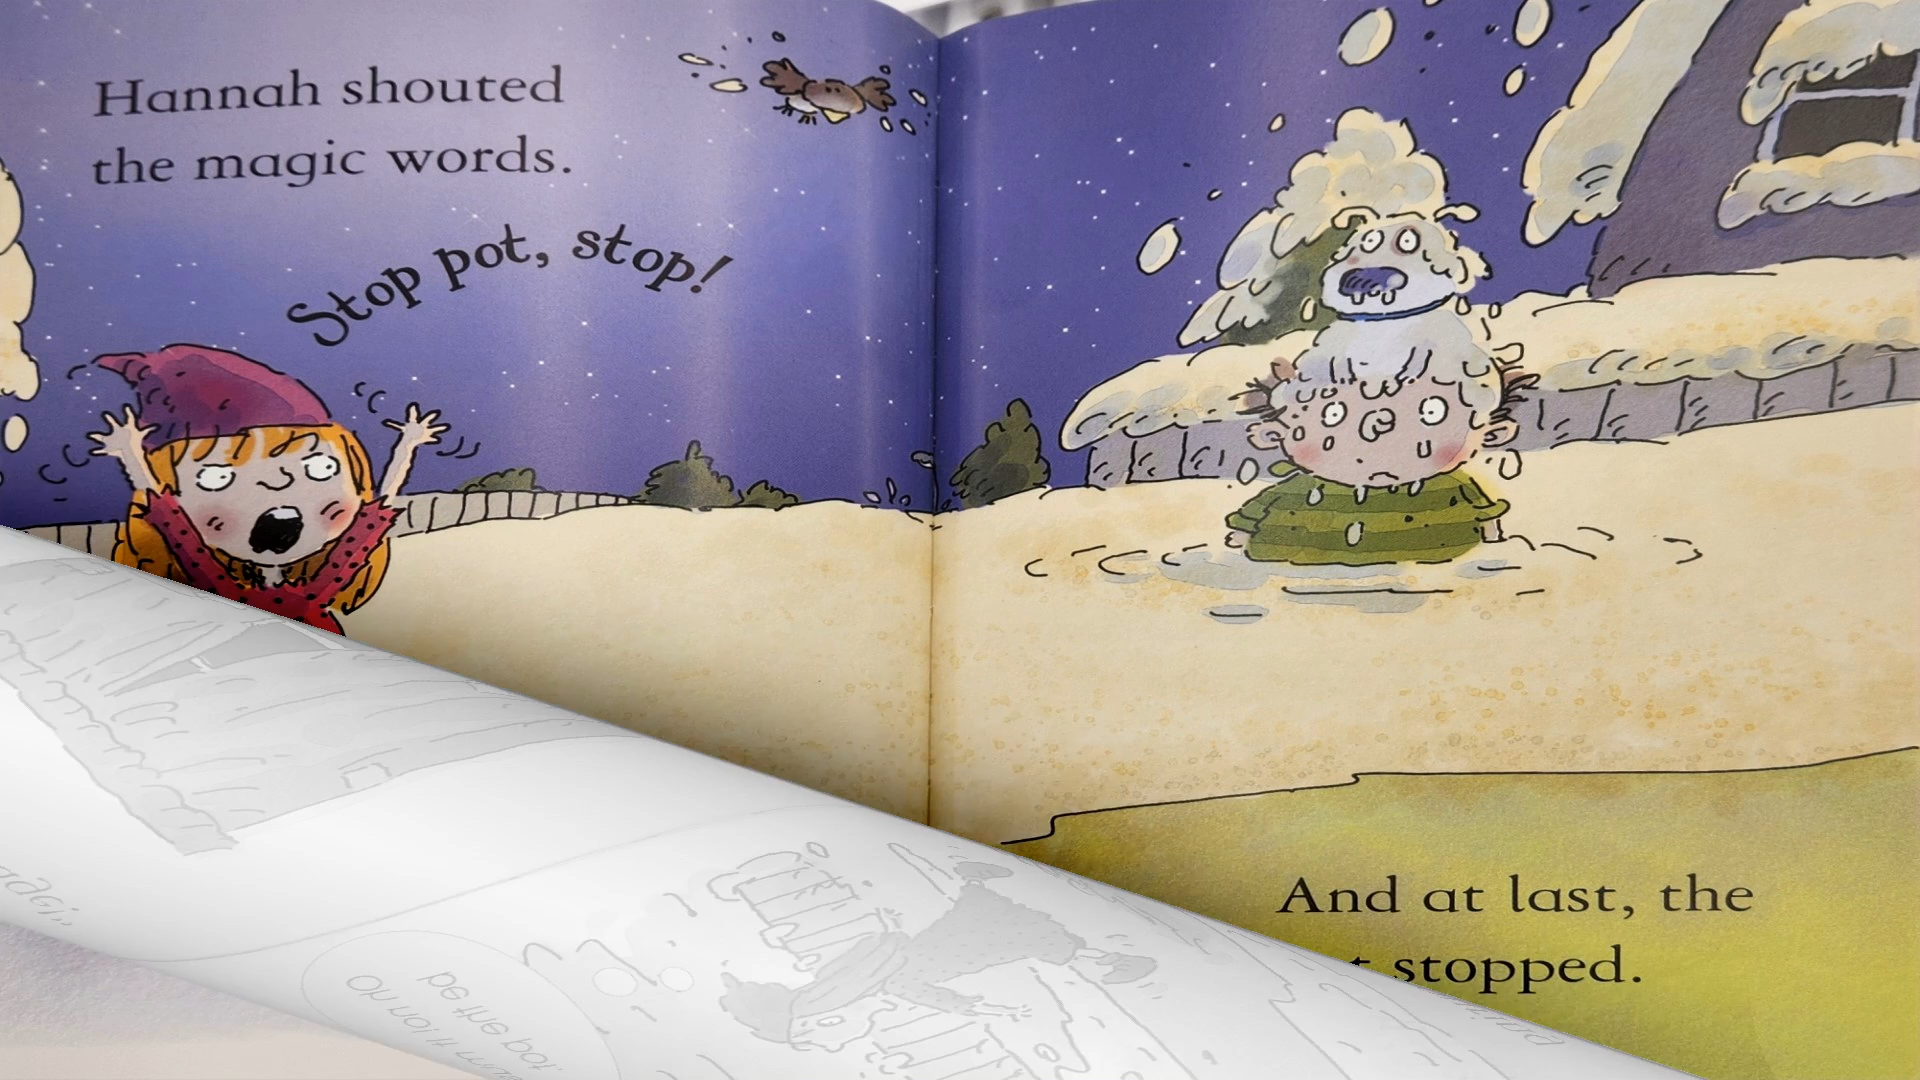 Hannah shouted
the magic words.
Stop pot, stop!
And at last, the
stopped.